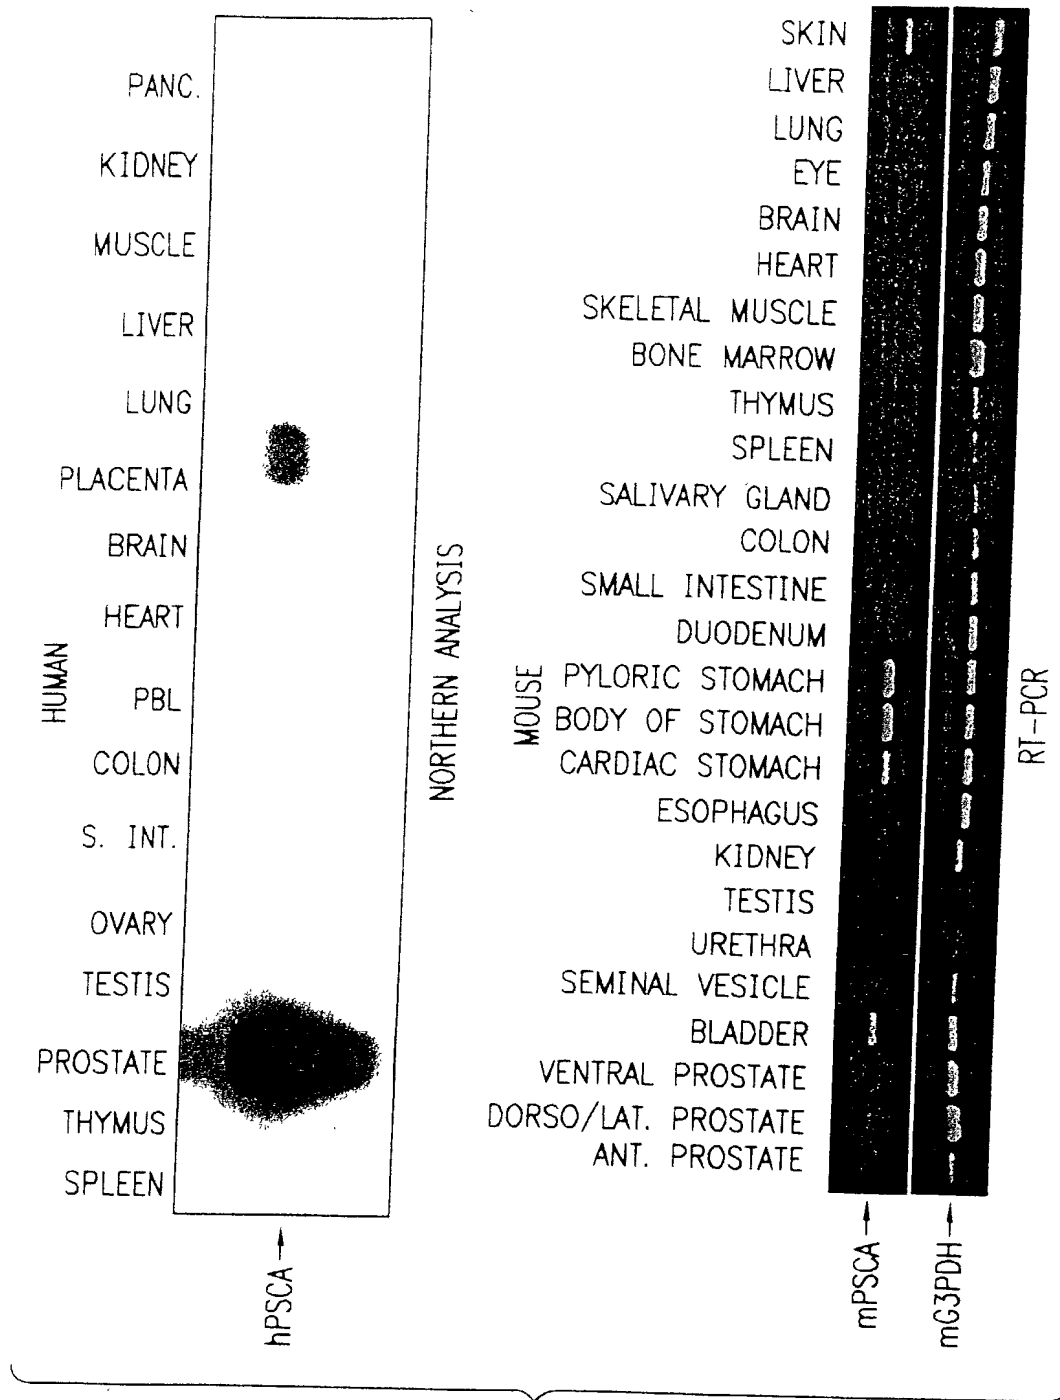 HUMAN
PANC.
KIDNEY
MUSCLE
LIVER
LUNG
PLACENTA
BRAIN
HEART
PBL
COLON
S. INT.
OVARY
TESTIS
PROSTATE
THYMUS
SPLEEN
hPSCA
NORTHERN ANALYSIS
MOUSE
SKIN
LIVER
LUNG
EYE
BRAIN
HEART
SKELETAL MUSCLE
BONE MARROW
THYMUS
SPLEEN
SALIVARY GLAND
COLON
SMALL INTESTINE
DUODENUM
PYLORIC STOMACH
BODY OF STOMACH
CARDIAC STOMACH
ESOPHAGUS
KIDNEY
TESTIS
URETHRA
SEMINAL VESICLE
BLADDER
VENTRAL PROSTATE
DORSO/LAT. PROSTATE
ANT. PROSTATE
mPSCA
mG3PDH
RT-PCR